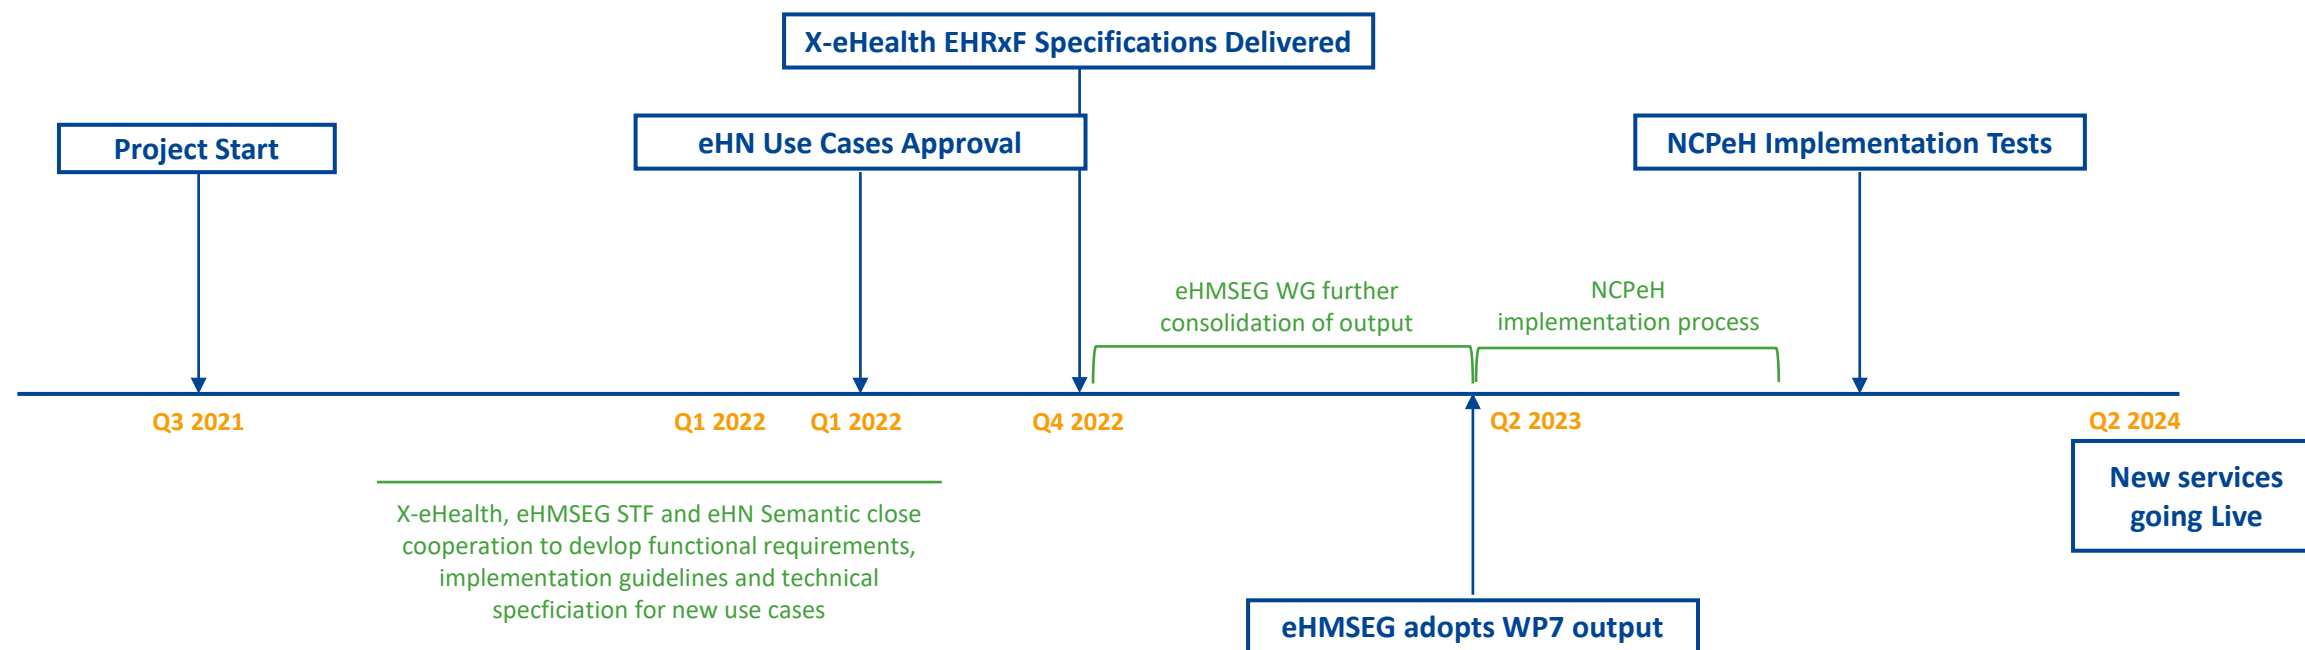 X-eHealth EHRxF Specifications Delivered
Project Start
eHN Use Cases Approval
NCPeH Implementation Tests
eHMSEG WG further
consolidation of output
NCPeH
implementation process
Q3 2021
Q1 2022
Q1 2022
Q4 2022
Q2 2023
Q2 2024
New services
going Live
X-eHealth, eHMSEG STF and eHN Semantic close
cooperation to devlop functional requirements,
implementation guidelines and technical
specficiation for new use cases
eHMSEG adopts WP7 output